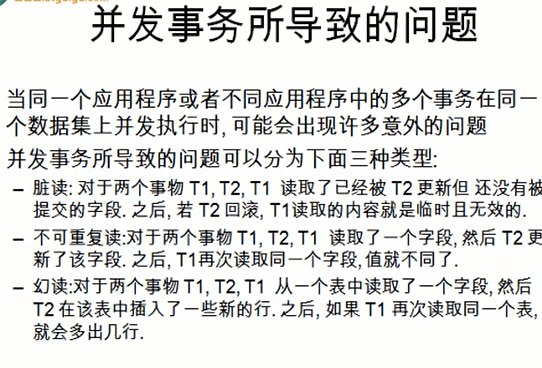 并发事务所导致的问题
当同一个应用程序或者不同应用程序中的多个事务在同一
个数据集上并发执行时, 可能会出现许多意外的问题
并发事务所导致的问题可以分为下面三种类型:
– 脏读: 对于两个事物 T1, T2, T1 读取了已经被 T2 更新但 还没有被
提交的字段. 之后, 若 T2 回滚, T1读取的内容就是临时且无效的.
– 不可重复读:对于两个事物 T1, T2, T1 读取了一个字段, 然后 T2 更
新了该字段. 之后, T1再次读取同一个字段, 值就不同了.
– 幻读:对于两个事物 T1, T2, T1 从一个表中读取了一个字段, 然后
T2 在该表中插入了一些新的行. 之后, 如果 T1 再次读取同一个表,
就会多出几行.